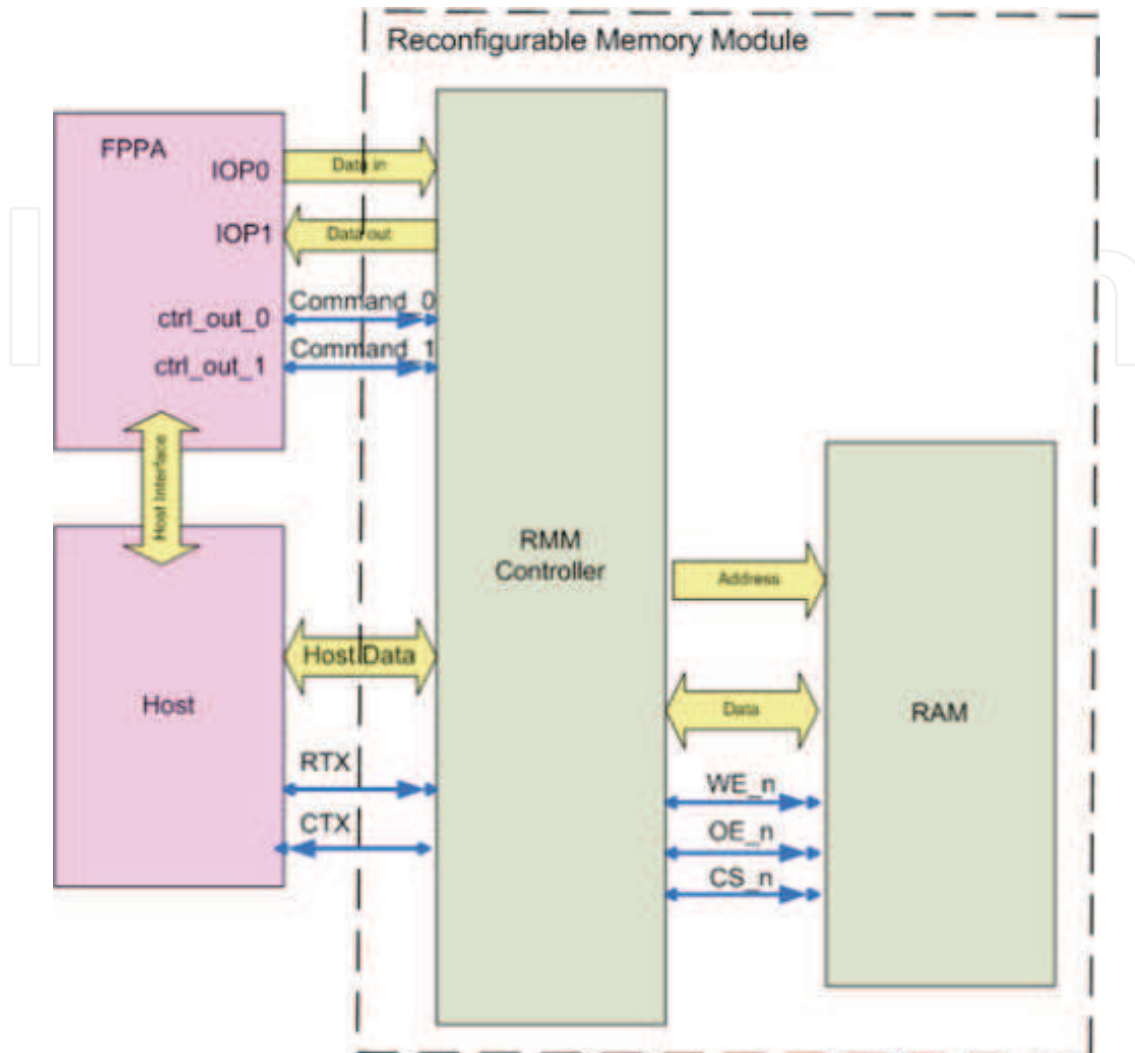 Reconfigurable Memory Module
FPPA
IOP0
Data in
IOP1
Data out
ctrl_out_0
Command_0
ctrl_out_1
Command_1
Host Interface
RMM
Controller
Address
Host Data
Host
Data
RAM
RTX
WE_n
CTX
OE_n
CS_n